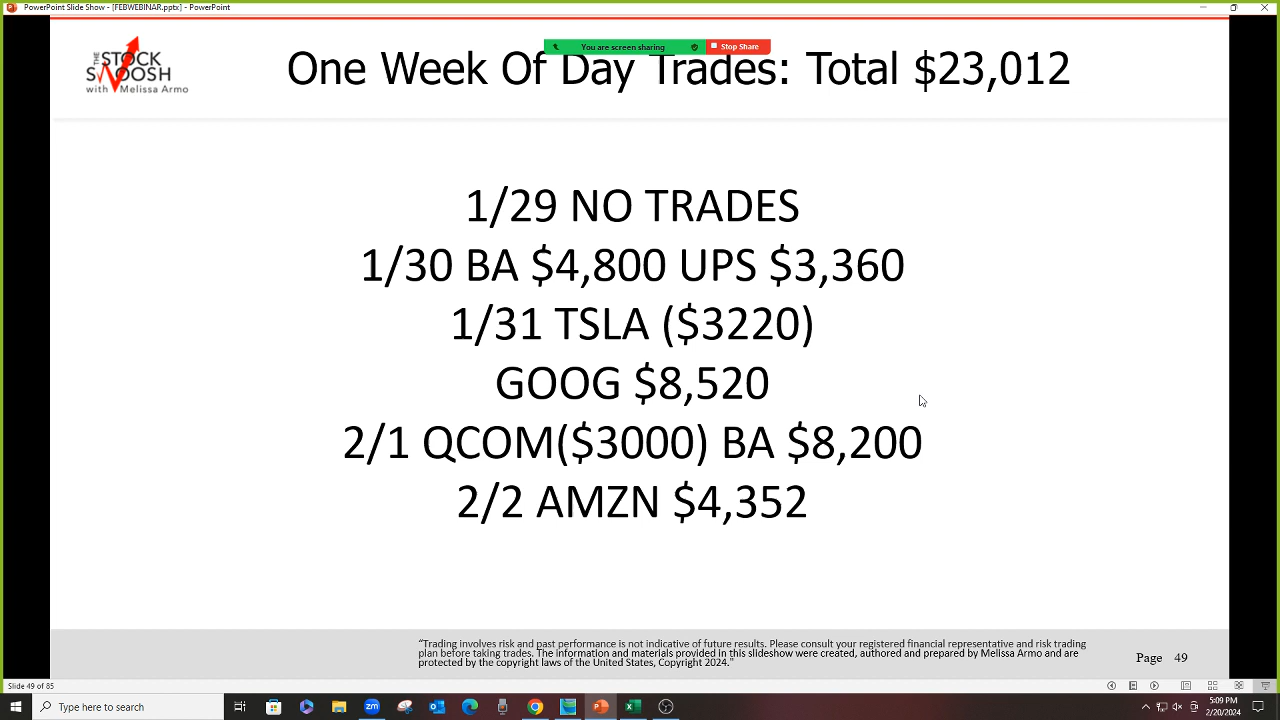 PowerPoint Slide Show - [FEBWEBINAR.pptx] - PowerPoint
You are screen sharing
Stop Share
THE
STOCK
SWOOSH
with Melissa Armo
One Week Of Day Trades: Total $23,012
1/29 NO TRADES
1/30 BA $4,800 UPS $3,360
1/31 TSLA ($3220)
GOOG $8,520
2/1 QCOM($3000) BA $8,200
2/2 AMZN $4,352
"Trading involves risk and past performance is not indicative of future results. Please consult your registered financial representative and risk trading
plan before taking trades. The information and materials provided in this slideshow were created, authored and prepared by Melissa Armo and are
protected by the copyright laws of the United States, Copyright 2024."
Page 49
Slide 49 of 85
Type here to search
5:09 PM
2/20/2024